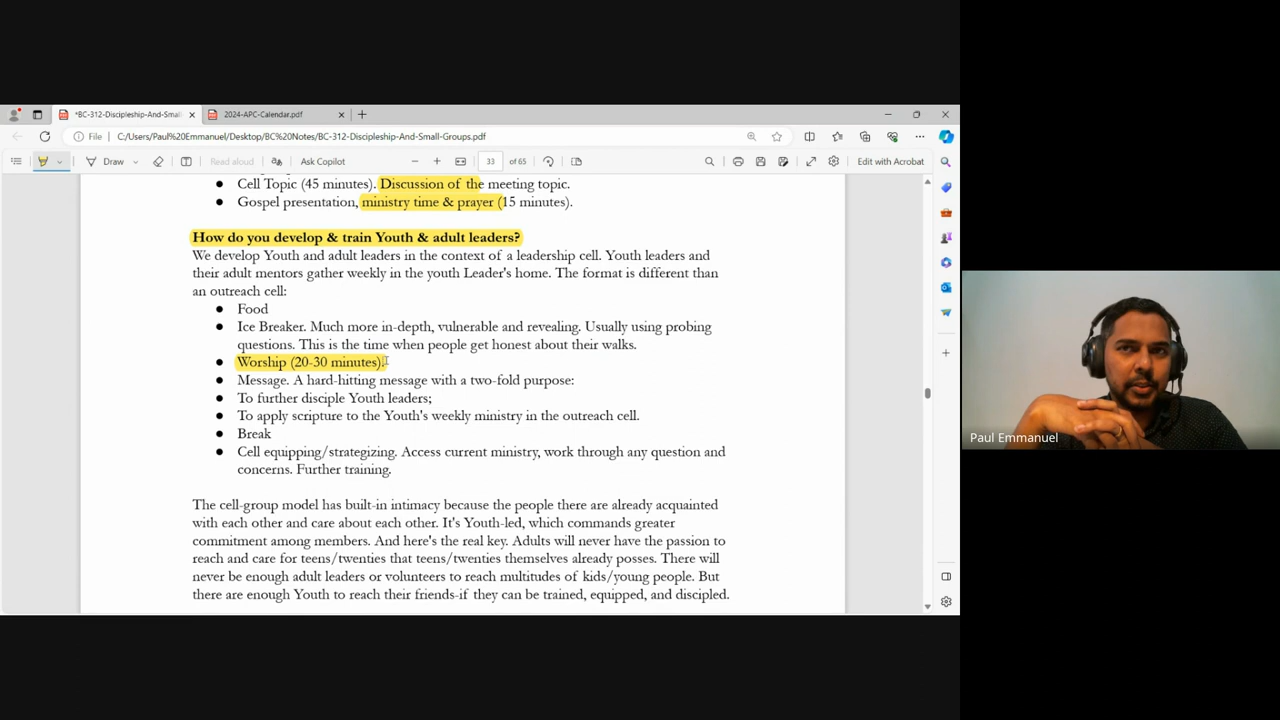 *BC-312-Discipleship-And-Small-
2024-APC-Calendar.pdf
File
C:/Users/Paul%20Emmanuel/Desktop/BC%20Notes/BC-312-Discipleship-And-Small-Groups.pdf
Draw
Read aloud
Ask Copilot
33 of 65
Edit with Acrobat
● Cell Topic (45 minutes). Discussion of the meeting topic.
● Gospel presentation, ministry time & prayer (15 minutes).
How do you develop & train Youth & adult leaders?
We develop Youth and adult leaders in the context of a leadership cell. Youth leaders and
their adult mentors gather weekly in the youth Leader's home. The format is different than
an outreach cell:
● Food
● Ice Breaker. Much more in-depth, vulnerable and revealing. Usually using probing
questions. This is the time when people get honest about their walks.
● Worship (20-30 minutes).
● Message. A hard-hitting message with a two-fold purpose:
● To further disciple Youth leaders;
● To apply scripture to the Youth's weekly ministry in the outreach cell.
● Break
● Cell equipping/strategizing. Access current ministry, work through any question and
concerns. Further training.
The cell-group model has built-in intimacy because the people there are already acquainted
with each other and care about each other. It's Youth-led, which commands greater
commitment among members. And here's the real key. Adults will never have the passion to
reach and care for teens/twenties that teens/twenties themselves already posses. There will
never be enough adult leaders or volunteers to reach multitudes of kids/young people. But
there are enough Youth to reach their friends-if they can be trained, equipped, and discipled.
Paul Emmanuel